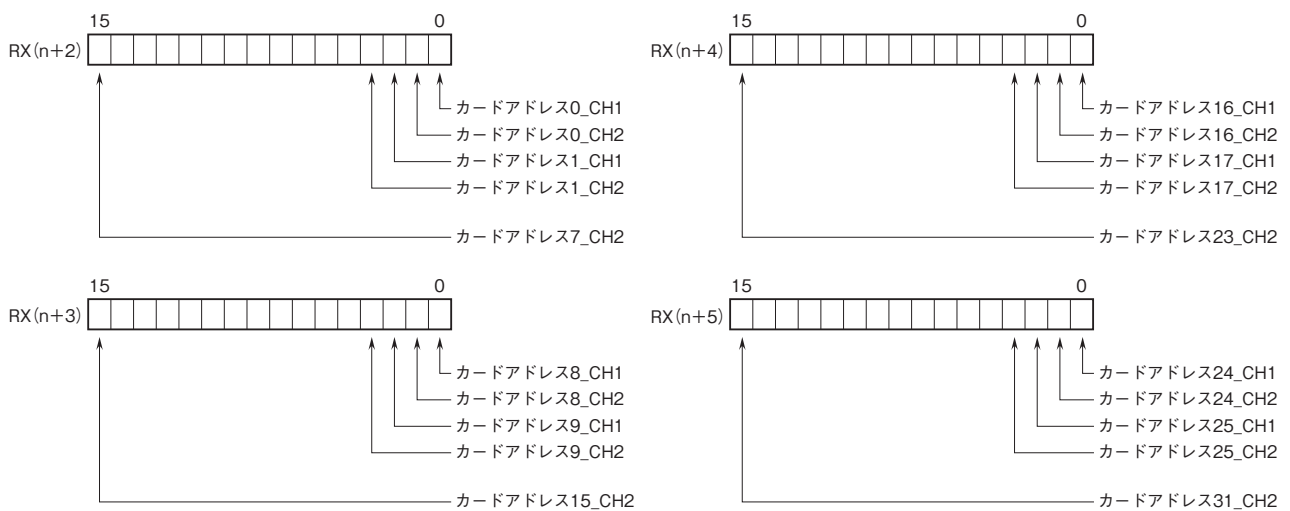 15 0
RX(n+2)
カードアドレス0_CH1
カードアドレス0_CH2
カードアドレス1_CH1
カードアドレス1_CH2
カードアドレス7_CH2
15 0
RX(n+4)
カードアドレス16_CH1
カードアドレス16_CH2
カードアドレス17_CH1
カードアドレス17_CH2
カードアドレス23_CH2
15 0
RX(n+3)
カードアドレス8_CH1
カードアドレス8_CH2
カードアドレス9_CH1
カードアドレス9_CH2
カードアドレス15_CH2
15 0
RX(n+5)
カードアドレス24_CH1
カードアドレス24_CH2
カードアドレス25_CH1
カードアドレス25_CH2
カードアドレス31_CH2